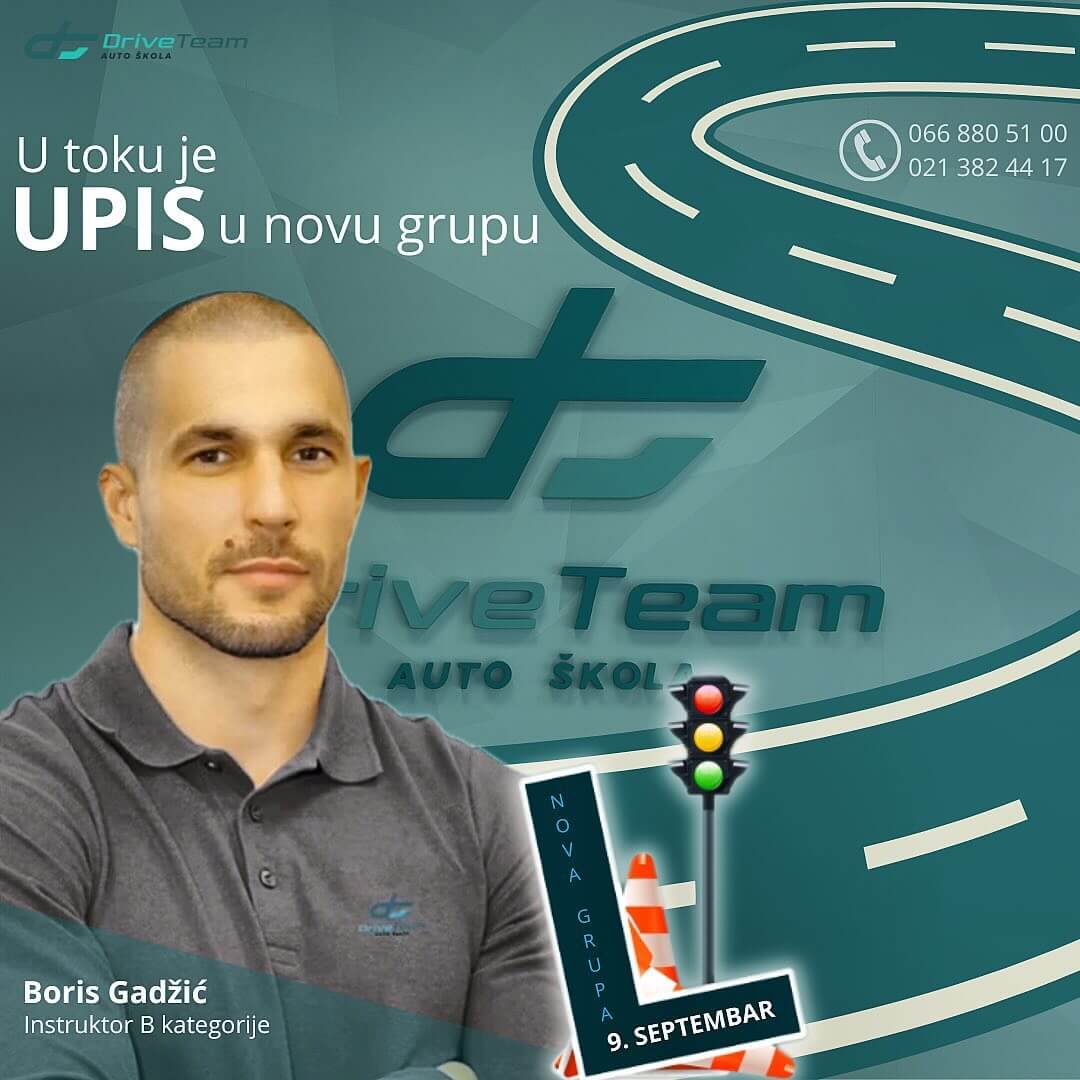 DriveTeam
AUTO ŠKOLA
U toku je
UPIS u novu grupu
066 880 51 00
021 382 44 17
riveTeam
AUTO ŠKOLA
NOVA GRUPA
9. SEPTEMBAR
Boris Gadžić
Instruktor B kategorije